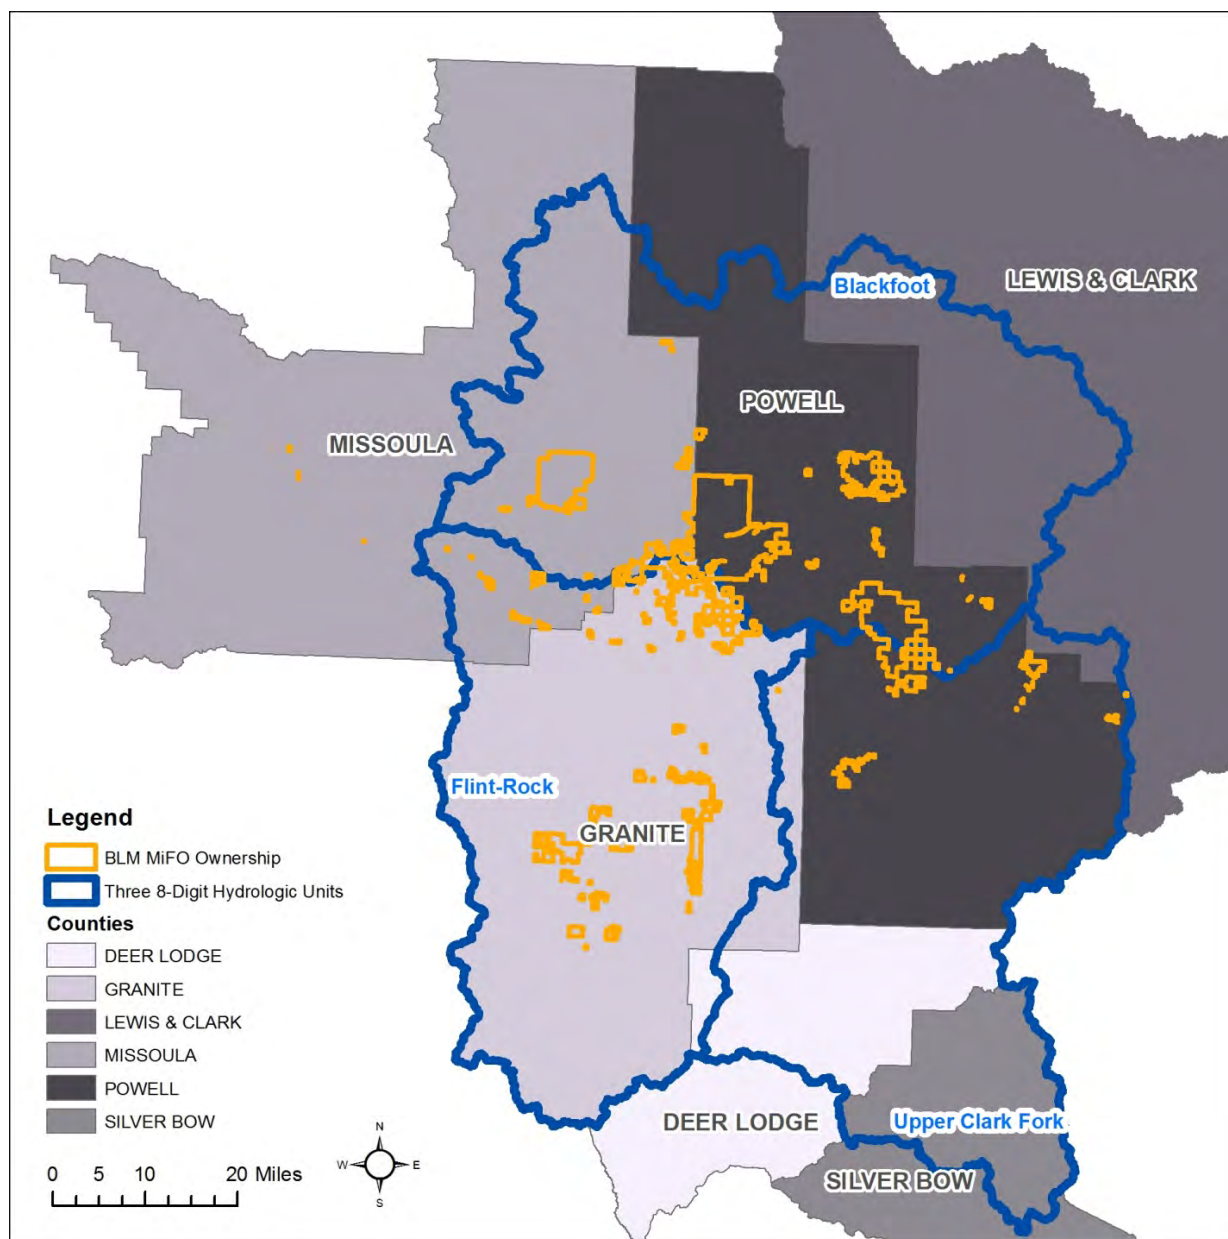 Blackfoot
LEWIS & CLARK
POWELL
MISSOULA
Flint-Rock
GRANITE
DEER LODGE
Upper Clark Fork
SILVER BOW
Legend
BLM MiFO Ownership
Three 8-Digit Hydrologic Units
Counties
DEER LODGE
GRANITE
LEWIS & CLARK
MISSOULA
POWELL
SILVER BOW
0 5 10 20 Miles
N
W E
S